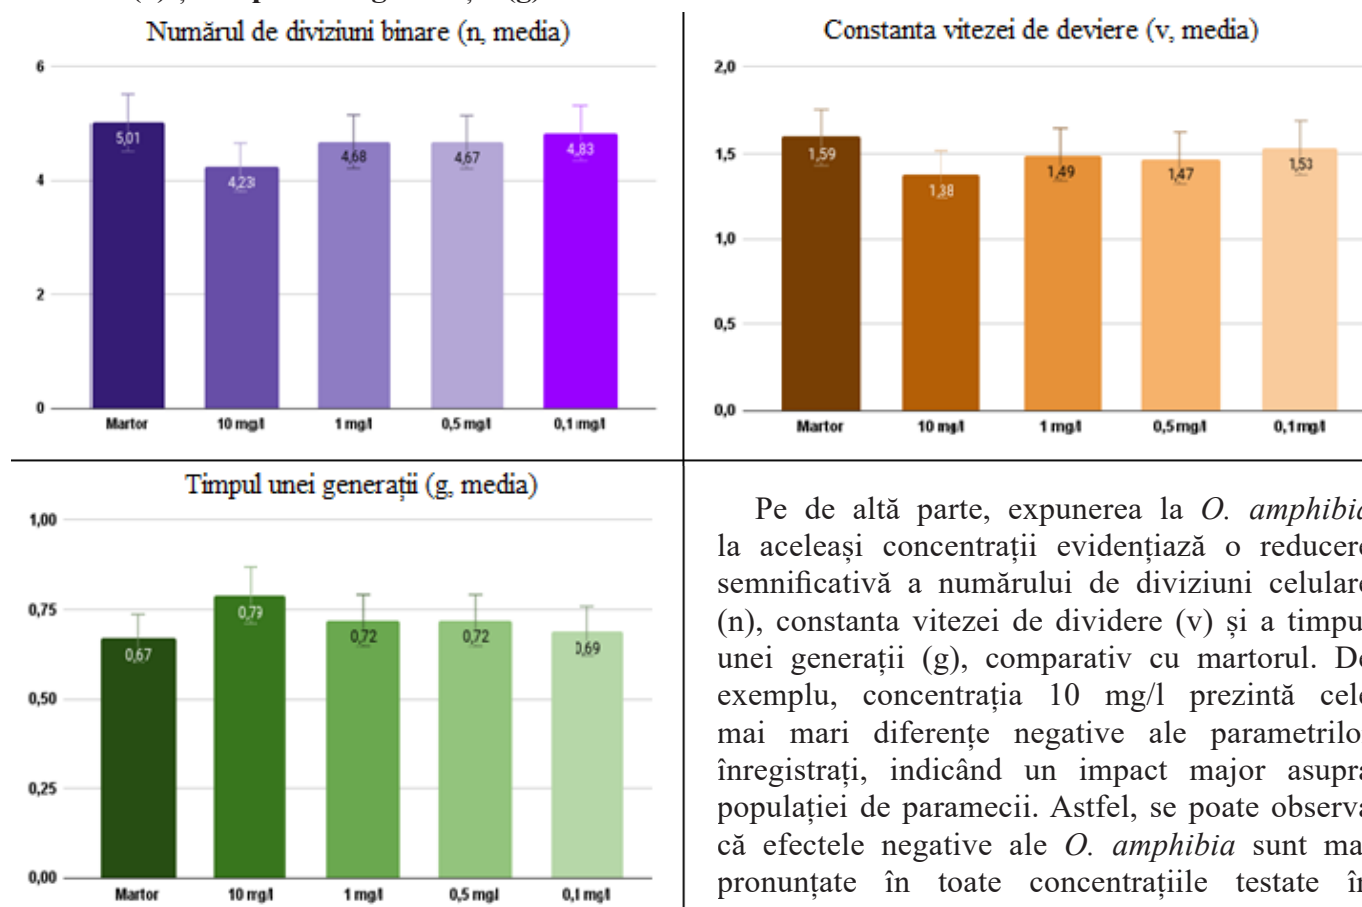 Numărul de diviziuni binare (n, media)
6
4
2
0
5,01
4,23
4,68
4,67
4,83
Martor
10 mg/l
1 mg/l
0,5 mg/l
0,1 mg/l
Constanta vitezei de deviere (v, media)
2,0
1,5
1,0
0,5
0,0
1,59
1,38
1,49
1,47
1,53
Martor
10 mg/l
1 mg/l
0,5 mg/l
0,1 mg/l
Timpul unei generații (g, media)
1,00
0,75
0,50
0,25
0,00
0,67
0,79
0,72
0,72
0,69
Martor
10 mg/l
1 mg/l
0,5 mg/l
0,1 mg/l
Pe de altă parte, expunerea la O. amphibia
la aceleași concentrații evidențiază o reducere
semnificativă a numărului de diviziuni celulare
(n), constanta vitezei de dividere (v) și a timpul
unei generații (g), comparativ cu martorul. De
exemplu, concentrația 10 mg/l prezintă cele
mai mari diferențe negative ale parametrilor
înregistrați, indicând un impact major asupra
populației de paramecii. Astfel, se poate observa
că efectele negative ale O. amphibia sunt mai
pronunțate în toate concentrațiile testate în